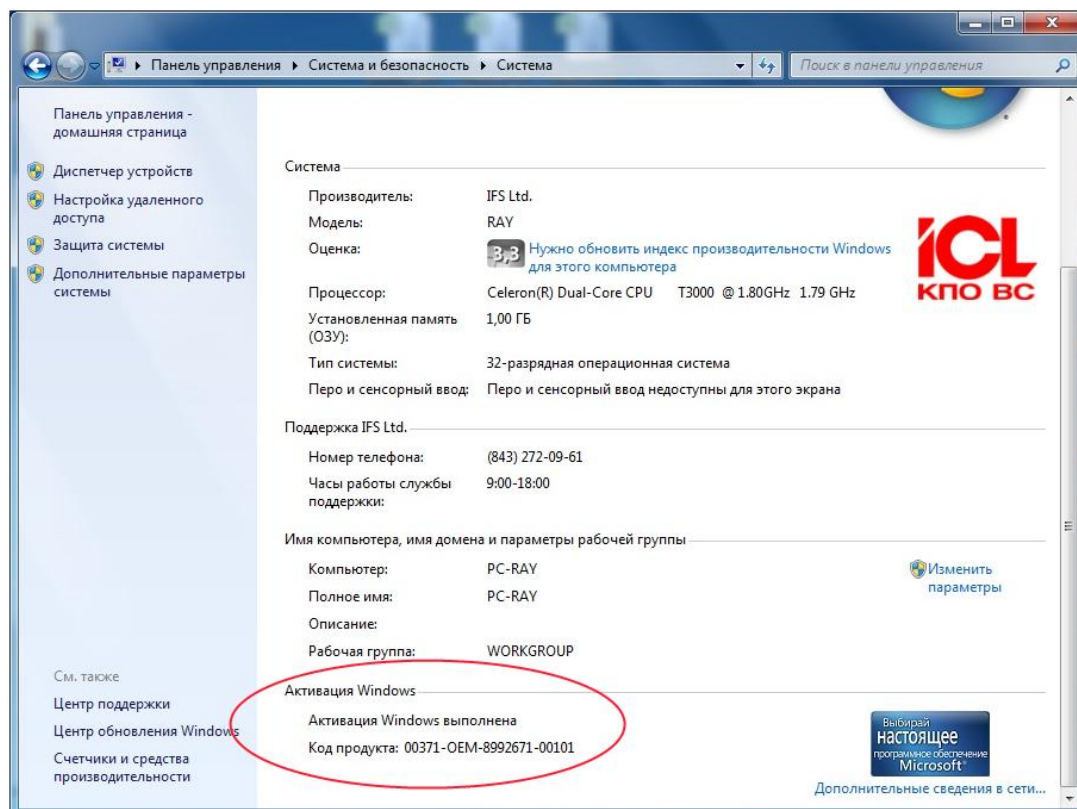 Панель управления ▸ Система и безопасность ▸ Система
Поиск в панели управления
Панель управления -
домашняя страница
Диспетчер устройств
Настройка удаленного
доступа
Защита системы
Дополнительные параметры
системы
См. также
Центр поддержки
Центр обновления Windows
Счетчики и средства
производительности
Система
Производитель: IFS Ltd.
Модель: RAY
Оценка: 3,3 Нужно обновить индекс производительности Windows
для этого компьютера
Процессор: Celeron(R) Dual-Core CPU T3000 @ 1.80GHz 1.79 GHz
Установленная память
(ОЗУ): 1,00 ГБ
Тип системы: 32-разрядная операционная система
Перо и сенсорный ввод: Перо и сенсорный ввод недоступны для этого экрана
ICL
КПО ВС
Поддержка IFS Ltd.
Номер телефона: (843) 272-09-61
Часы работы службы
поддержки: 9:00-18:00
Имя компьютера, имя домена и параметры рабочей группы
Компьютер: PC-RAY
Изменить
параметры
Полное имя: PC-RAY
Описание:
Рабочая группа: WORKGROUP
Активация Windows
Активация Windows выполнена
Код продукта: 00371-OEM-8992671-00101
Выбирай
настоящее
программное обеспечение
Microsoft
Дополнительные сведения в сети...